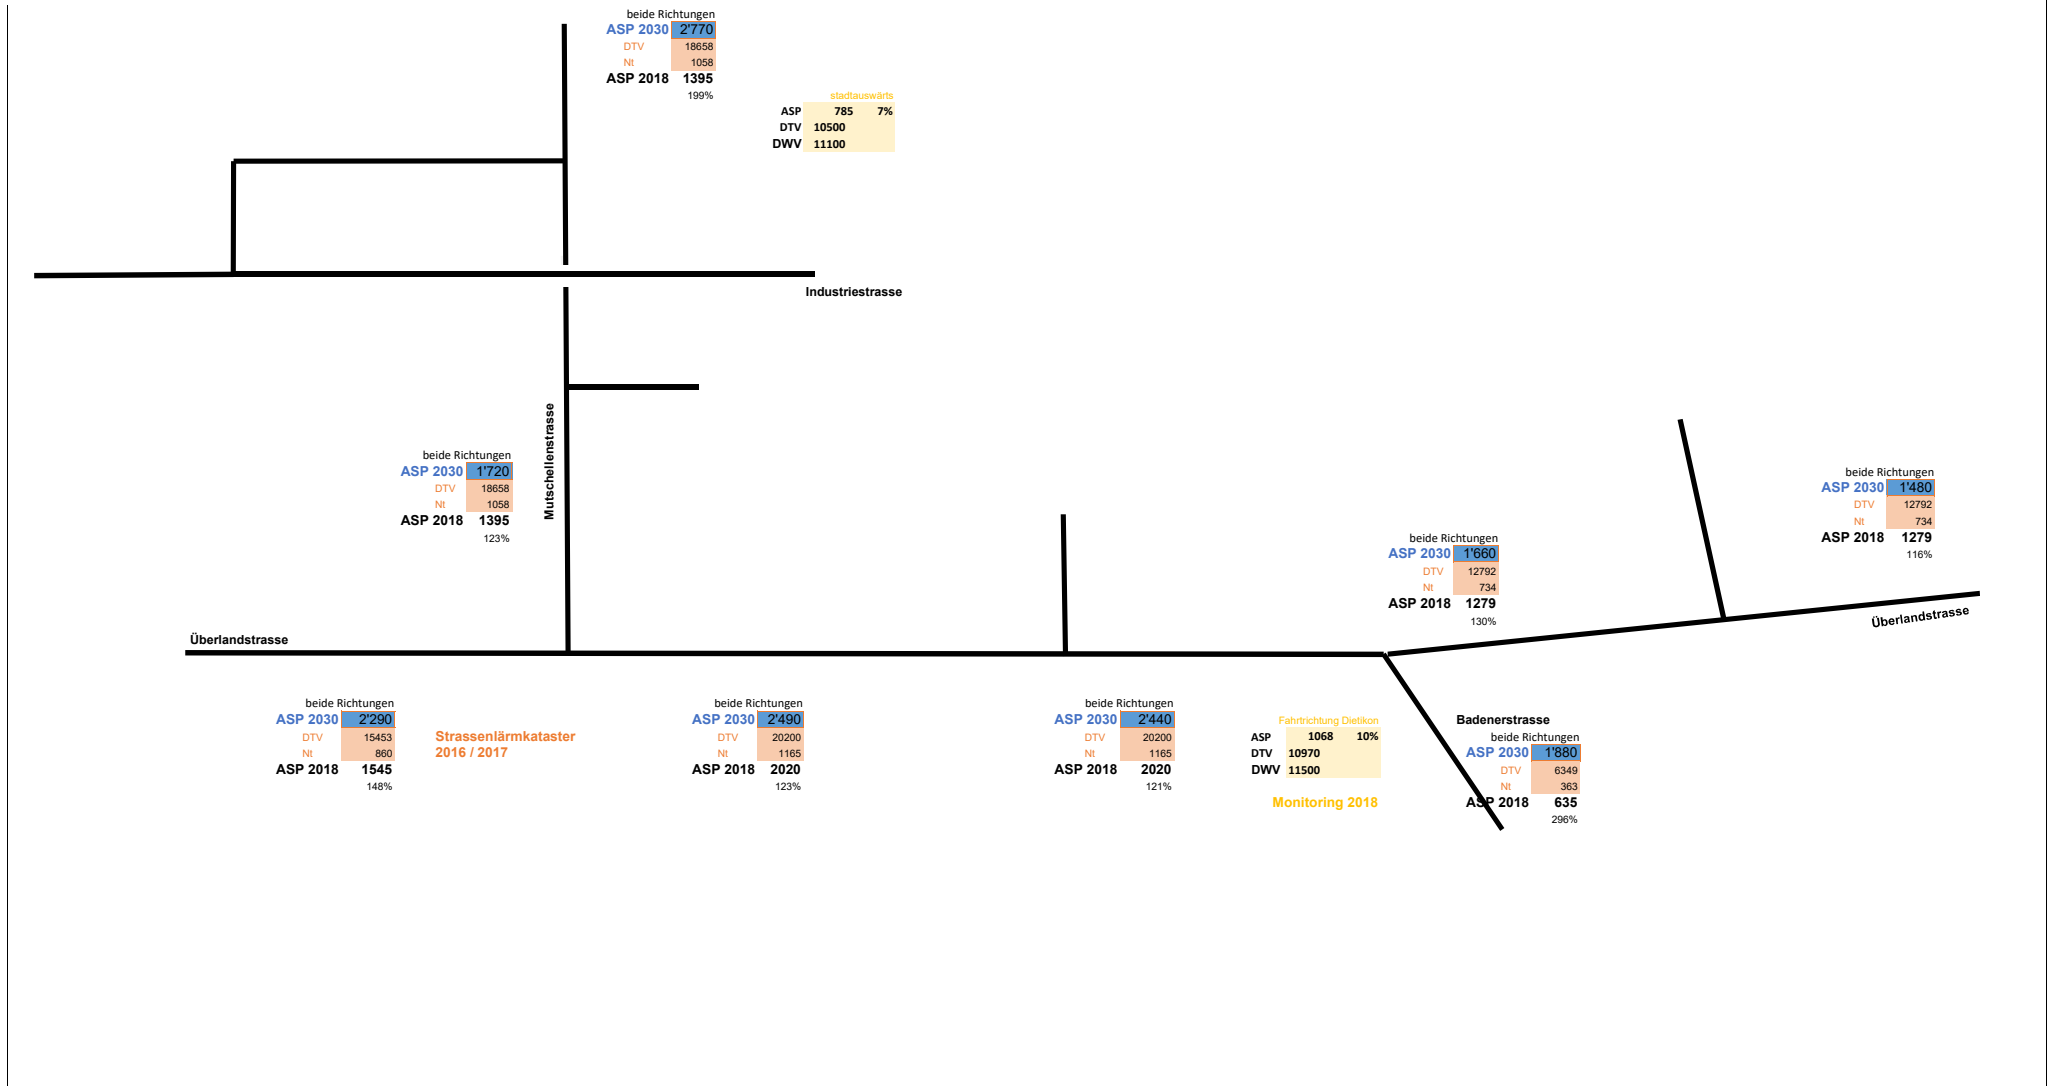 beide Richtungen
ASP 2030 2'770
DTV 18658
Nt 1058
ASP 2018 1395
199%
stadtauswärts
ASP 785 7%
DTV 10500
DWV 11100
Industriestrasse
Mutschellenstrasse
beide Richtungen
ASP 2030 1'720
DTV 18658
Nt 1058
ASP 2018 1395
123%
beide Richtungen
ASP 2030 1'480
DTV 12792
Nt 734
ASP 2018 1279
116%
beide Richtungen
ASP 2030 1'660
DTV 12792
Nt 734
ASP 2018 1279
130%
Überlandstrasse
Überlandstrasse
beide Richtungen
ASP 2030 2'290
DTV 15453
Nt 860
ASP 2018 1545
148%
Strassenlärmkataster
2016 / 2017
beide Richtungen
ASP 2030 2'490
DTV 20200
Nt 1165
ASP 2018 2020
123%
beide Richtungen
ASP 2030 2'440
DTV 20200
Nt 1165
ASP 2018 2020
121%
Fahrtrichtung Dietikon
ASP 1068 10%
DTV 10970
DWV 11500
Monitoring 2018
Badenerstrasse
beide Richtungen
ASP 2030 1'880
DTV 6349
Nt 363
ASP 2018 635
296%